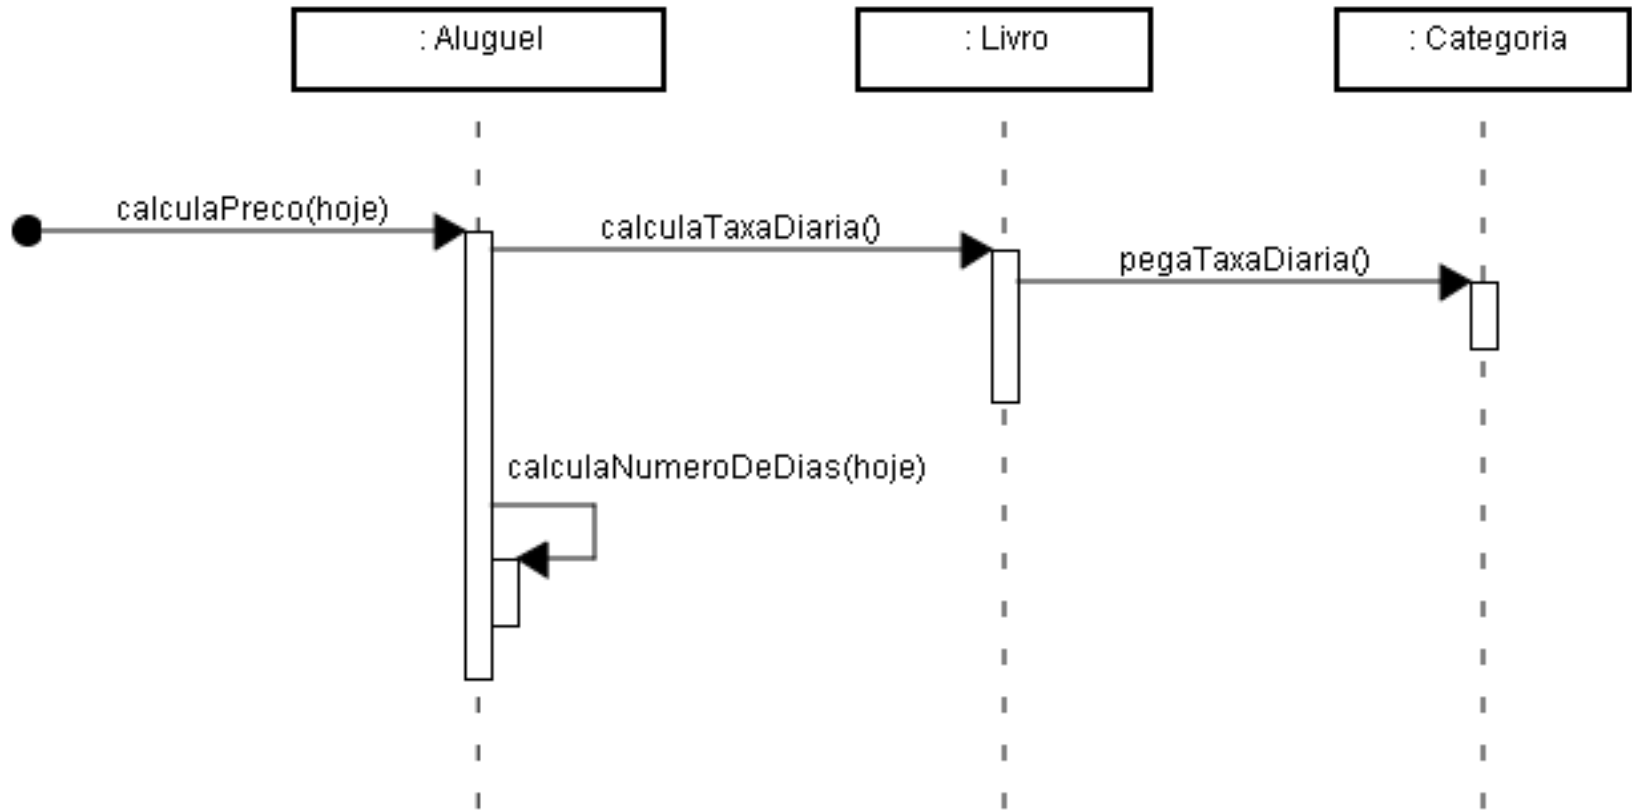 : Aluguel
: Livro
: Categoria
calculaPreco(hoje)
calculaTaxaDiaria()
pegaTaxaDiaria()
calculaNumeroDeDias(hoje)